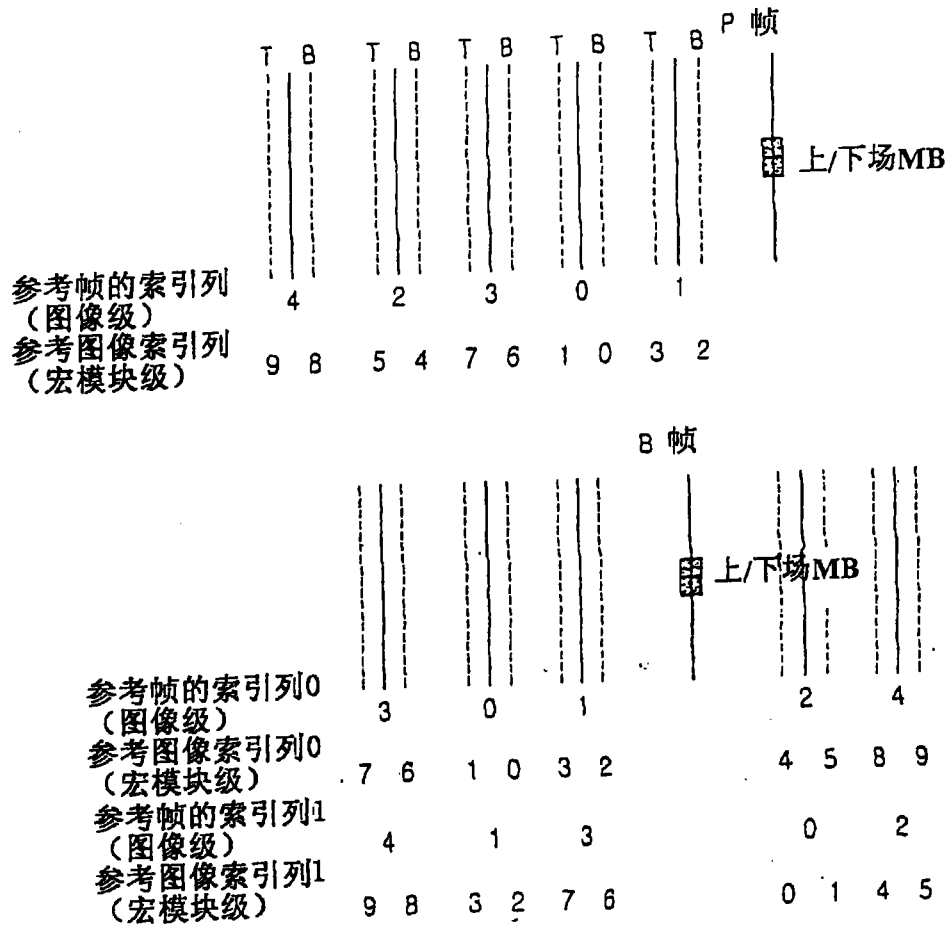 P 帧
T B T B T B T B T B
上/下场MB
参考帧的索引列
(图像级)
4 2 3 0 1
参考图像索引列
(宏模块级)
9 8 5 4 7 6 1 0 3 2
B 帧
上/下场MB
参考帧的索引列0
(图像级)
3 0 1 2 4
参考图像索引列0
(宏模块级)
7 6 1 0 3 2 4 5 8 9
参考帧的索引列1
(图像级)
4 1 3 0 2
参考图像索引列1
(宏模块级)
9 8 3 2 7 6 0 1 4 5